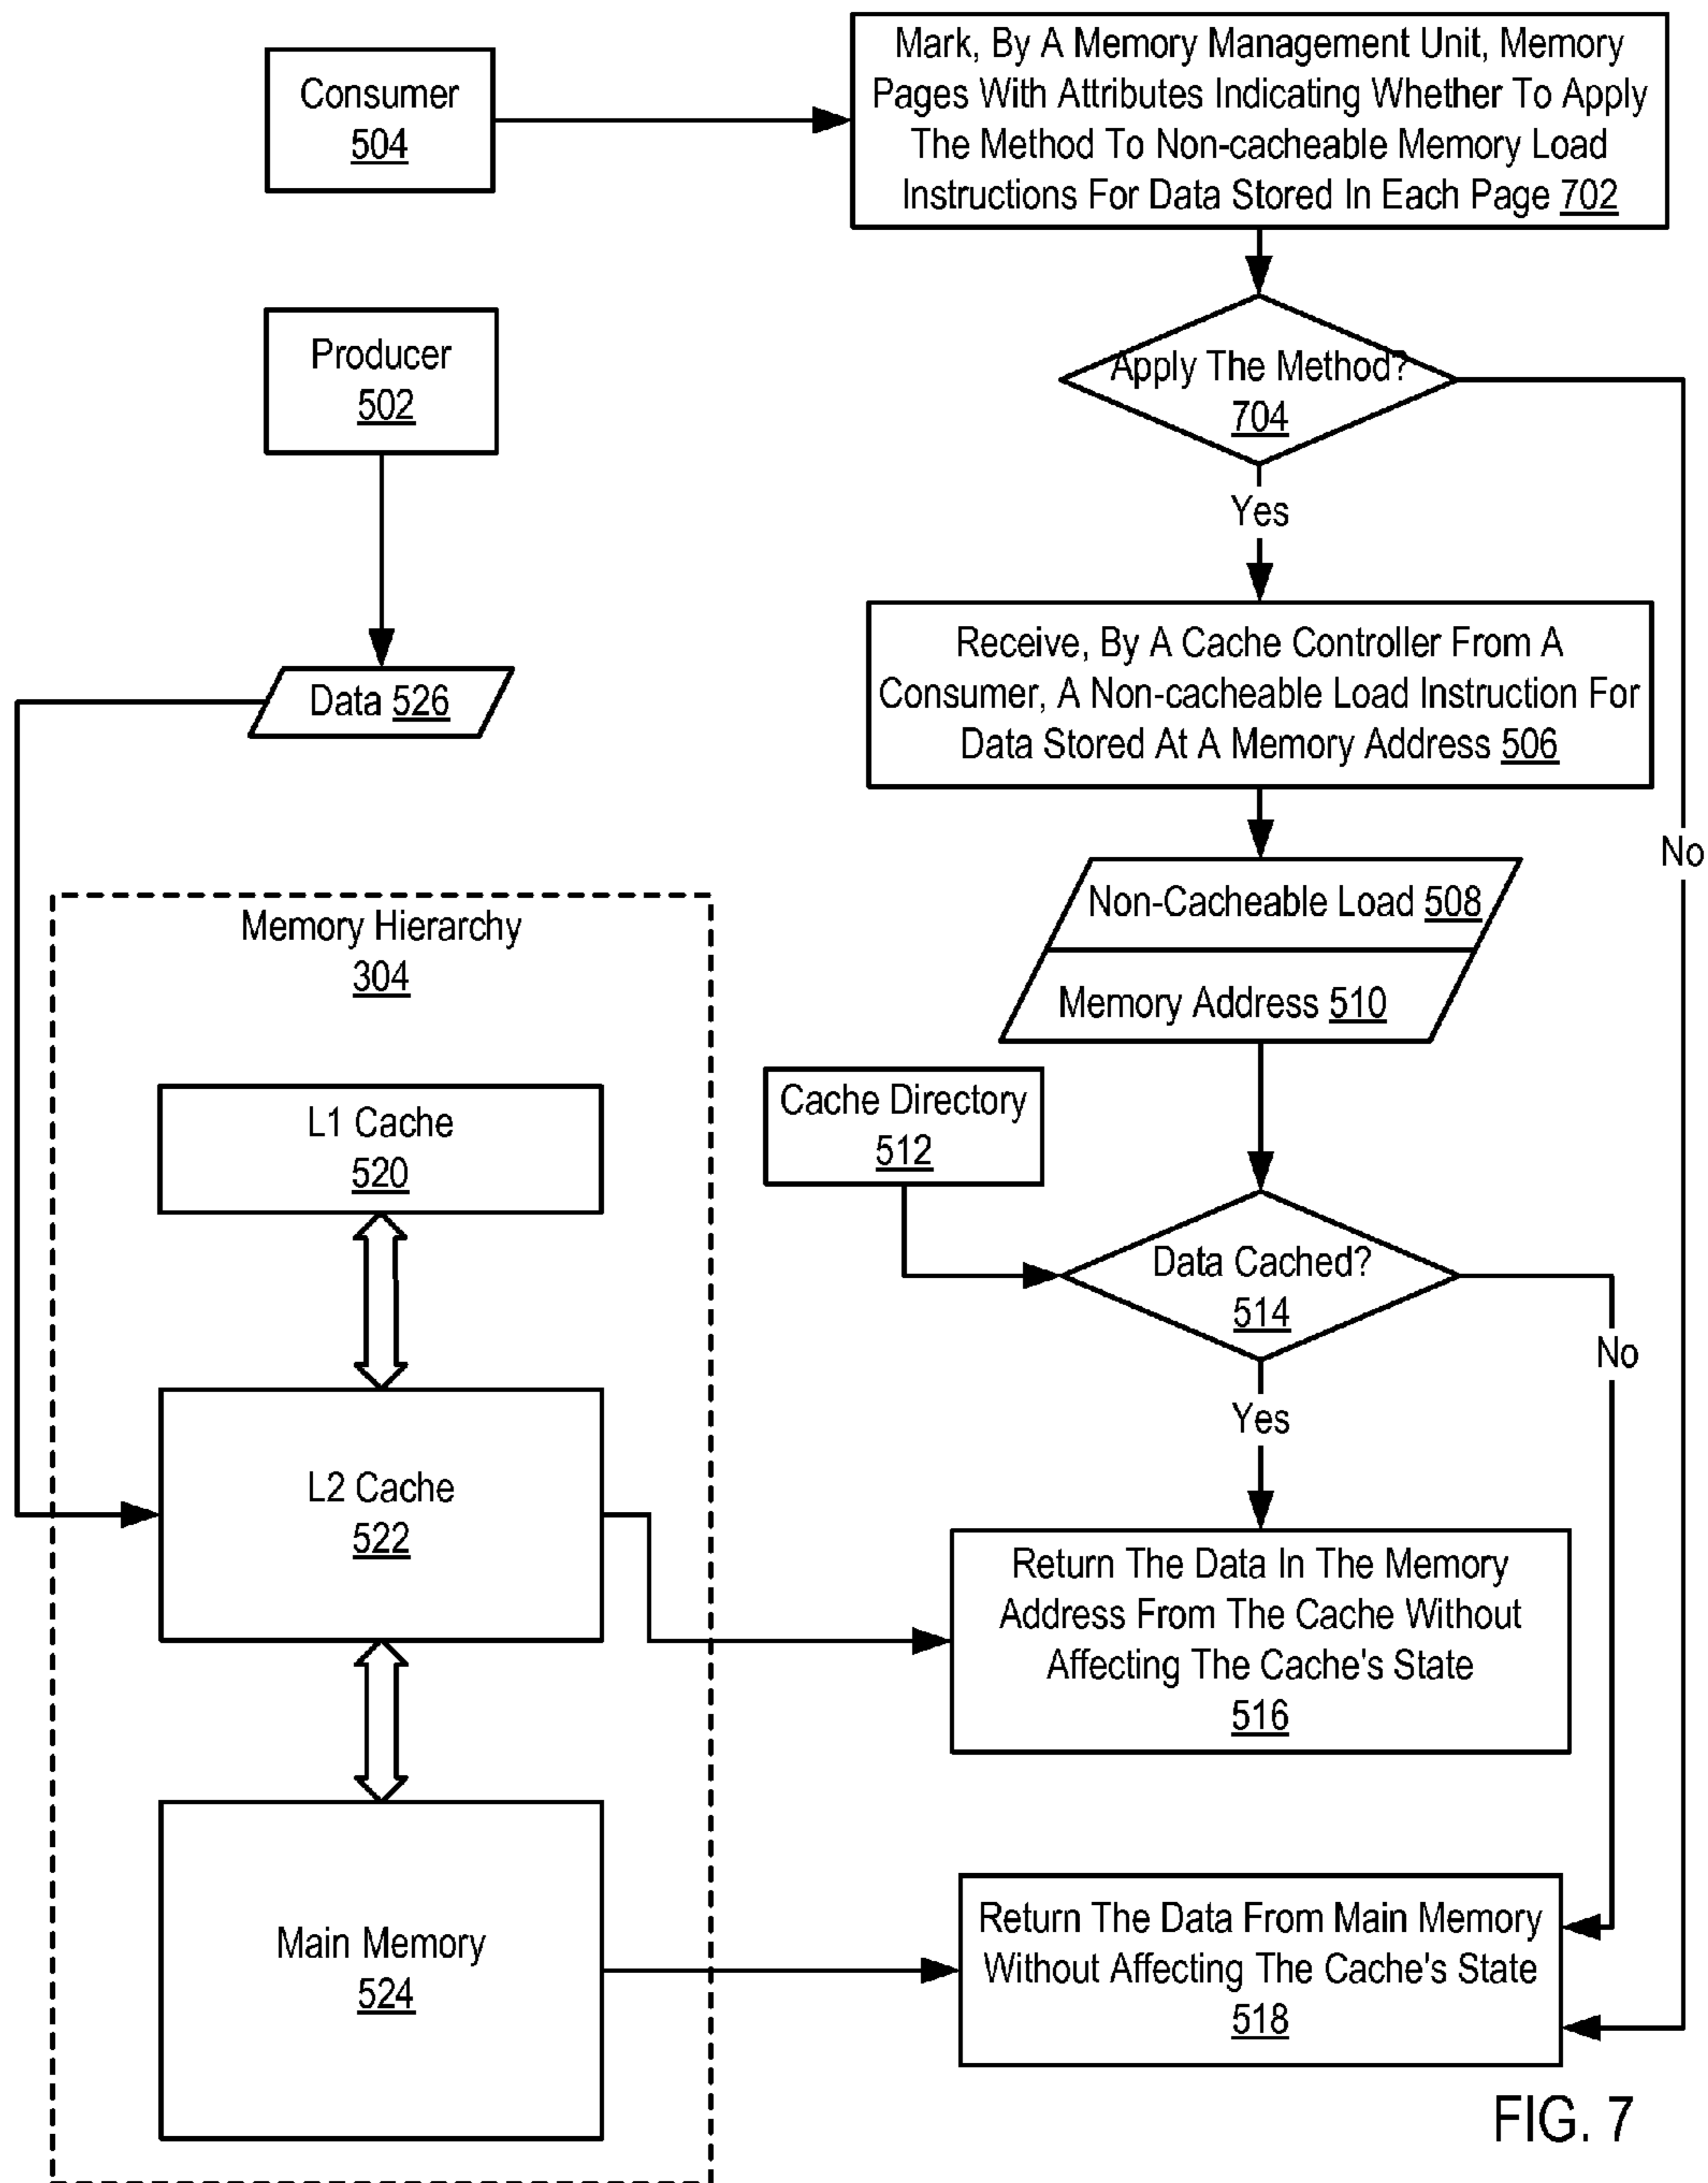 Consumer
504
Mark, By A Memory Management Unit, Memory
Pages With Attributes Indicating Whether To Apply
The Method To Non-cacheable Memory Load
Instructions For Data Stored In Each Page 702
Producer
502
Apply The Method?
704
Yes
No
Data 526
Receive, By A Cache Controller From A
Consumer, A Non-cacheable Load Instruction For
Data Stored At A Memory Address 506
Non-Cacheable Load 508
Memory Address 510
Memory Hierarchy
304
L1 Cache
520
Cache Directory
512
Data Cached?
514
No
Yes
L2 Cache
522
Return The Data In The Memory
Address From The Cache Without
Affecting The Cache's State
516
Main Memory
524
Return The Data From Main Memory
Without Affecting The Cache's State
518
FIG. 7